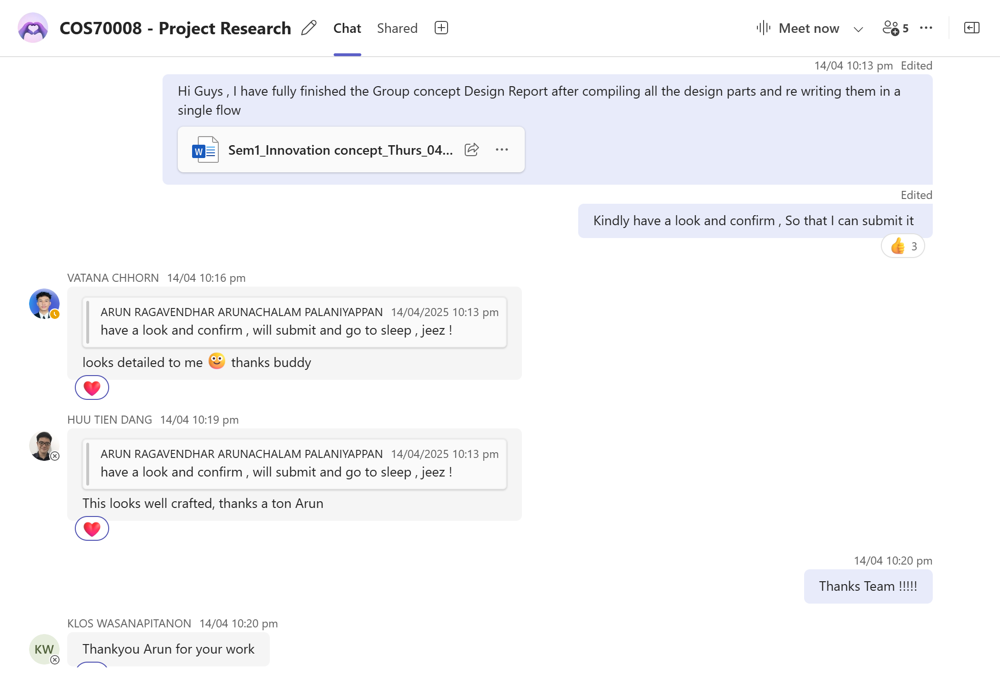 COS70008 - Project Research
Chat
Shared
Meet now
5
14/04 10:13 pm Edited
Hi Guys , I have fully finished the Group concept Design Report after compiling all the design parts and re writing them in a
single flow
W
Sem1_Innovation concept_Thurs_04...
Edited
Kindly have a look and confirm , So that I can submit it
3
VATANA CHHORN 14/04 10:16 pm
ARUN RAGAVENDHAR ARUNACHALAM PALANIYAPPAN 14/04/2025 10:13 pm
have a look and confirm , will submit and go to sleep , jeez !
looks detailed to me 🙂 thanks buddy
HUU TIEN DANG 14/04 10:19 pm
ARUN RAGAVENDHAR ARUNACHALAM PALANIYAPPAN 14/04/2025 10:13 pm
have a look and confirm , will submit and go to sleep , jeez !
This looks well crafted, thanks a ton Arun
14/04 10:20 pm
Thanks Team !!!!!
KLOS WASANAPITANON 14/04 10:20 pm
KW
Thankyou Arun for your work